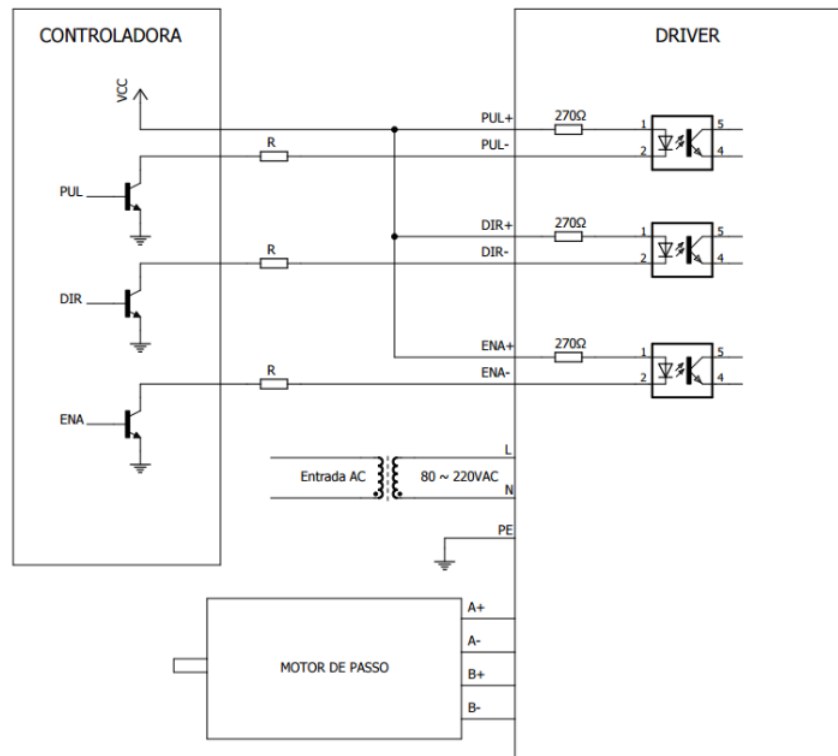 CONTROLADORA
DRIVER
VCC
PUL+
270Ω
1
5
R
PUL-
2
4
PUL
DIR+
270Ω
1
5
R
DIR-
2
4
DIR
ENA+
270Ω
1
5
R
ENA-
2
4
ENA
L
Entrada AC
80 ~ 220VAC
N
PE
A+
A-
MOTOR DE PASSO
B+
B-